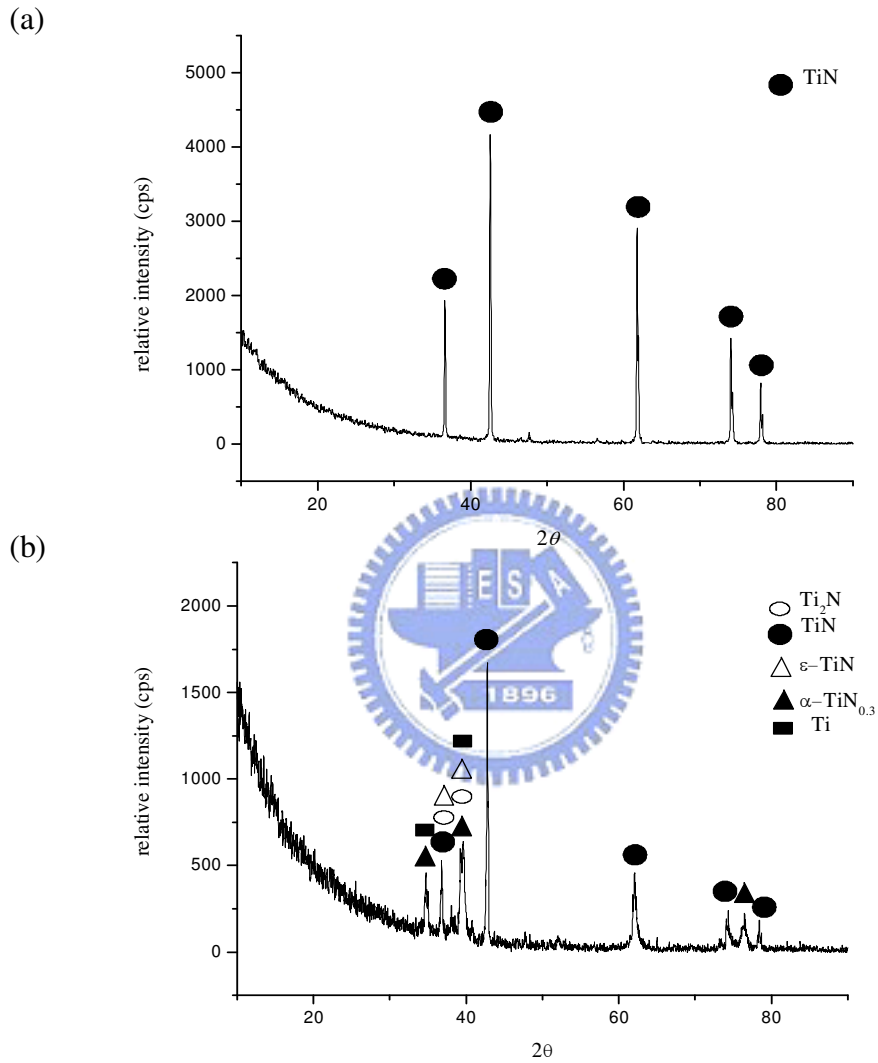 (a)
relative intensity (cps)
5000
4000
3000
2000
1000
0
TiN
20
40
60
80
2θ
(b)
E S A
1896
relative intensity (cps)
2000
1500
1000
500
0
Ti₂N
TiN
ε–TiN
α–TiN₀.₃
Ti
20
40
60
80
2θ